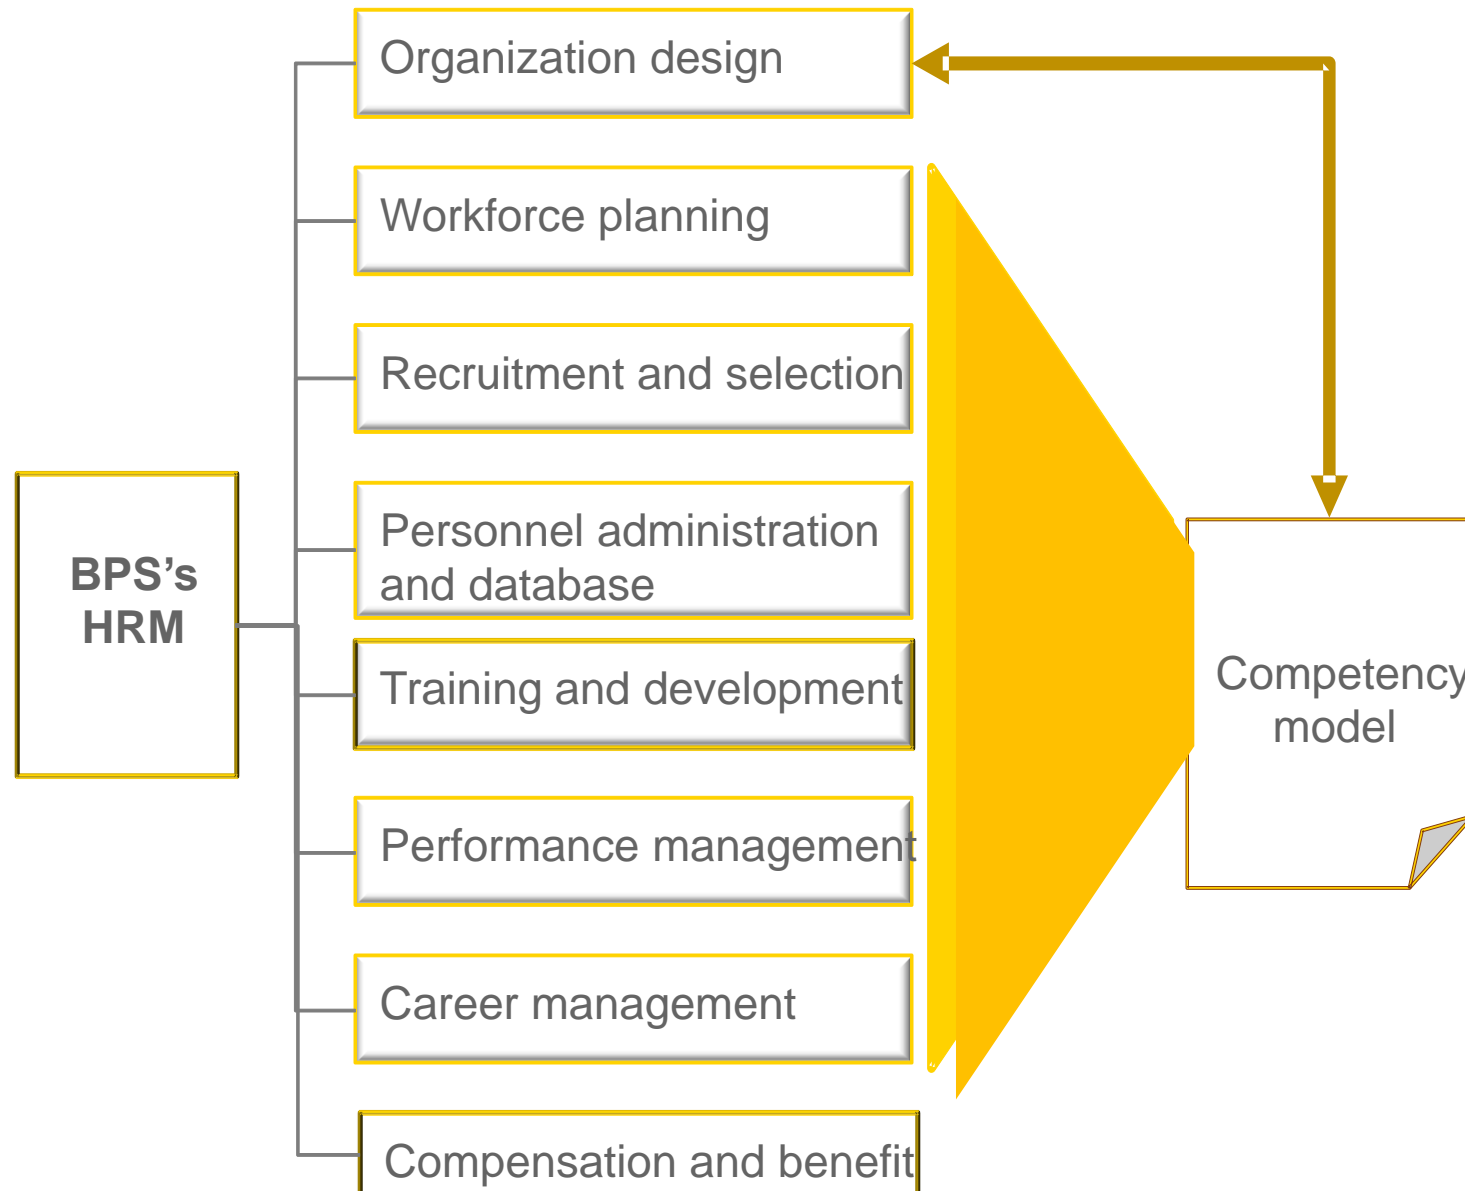 Organization design
Workforce planning
Recruitment and selection
Personnel administration
and database
BPS’s
HRM
Training and development
Competency
model
Performance management
Career management
Compensation and benefit